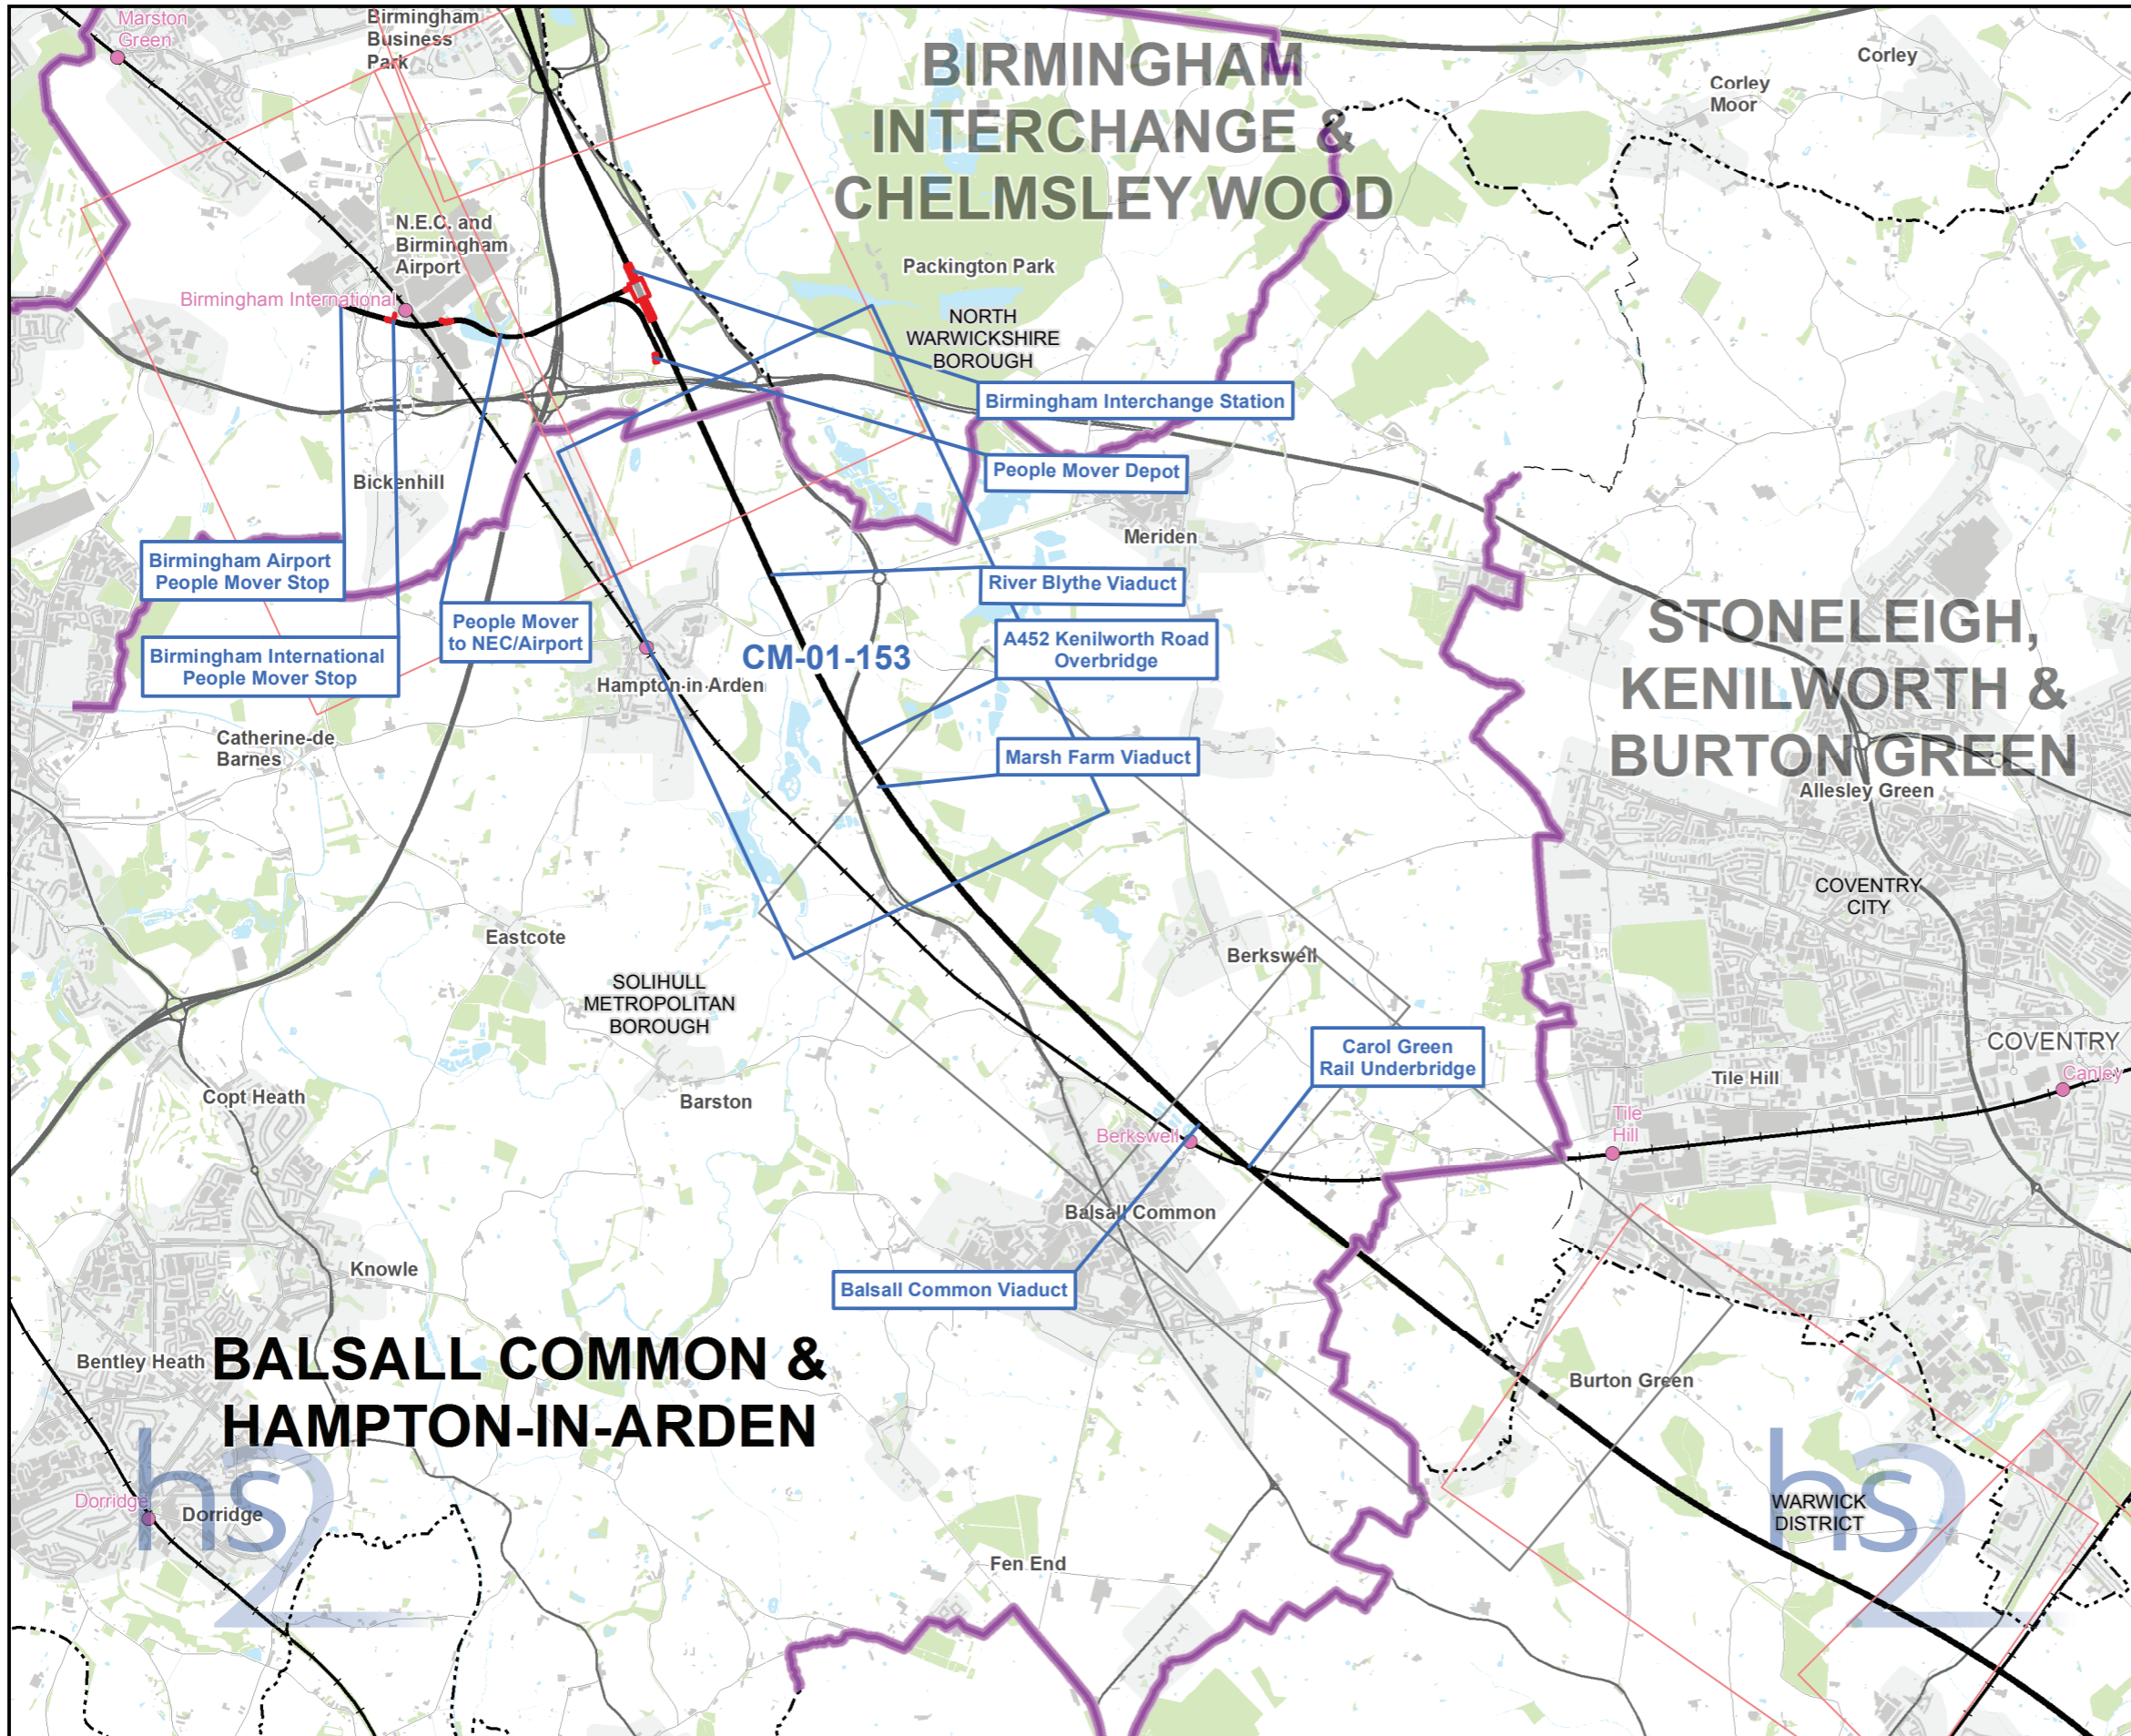 Marston
Green
Birmingham
Business
Park
BIRMINGHAM
INTERCHANGE &
CHELMSLEY WOOD
Corley
Corley
Moor
N.E.C. and
Birmingham
Airport
Packington Park
Birmingham International
NORTH
WARWICKSHIRE
BOROUGH
Birmingham Interchange Station
People Mover Depot
Bickenhill
Meriden
Birmingham Airport
People Mover Stop
River Blythe Viaduct
People Mover
to NEC/Airport
A452 Kenilworth Road
Overbridge
Birmingham International
People Mover Stop
CM-01-153
STONELEIGH,
KENILWORTH &
BURTON GREEN
Hampton-in-Arden
Catherine-de
Barnes
Marsh Farm Viaduct
Allesley Green
COVENTRY
CITY
Eastcote
Berkswell
SOLIHULL
METROPOLITAN
BOROUGH
Carol Green
Rail Underbridge
COVENTRY
Canley
Tile Hill
Copt Heath
Barston
Tile
Hill
Berkswell
Balsall Common
Knowle
Balsall Common Viaduct
Bentley Heath
BALSALL COMMON &
HAMPTON-IN-ARDEN
Burton Green
hs2
Dorridge
Dorridge
hs2
WARWICK
DISTRICT
Fen End